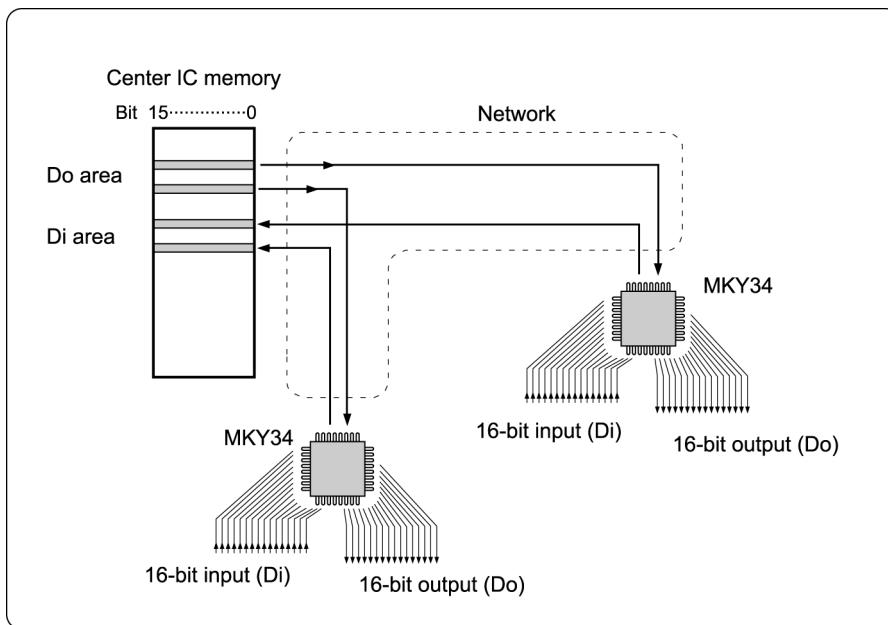 Center IC memory
Bit 15············0
Network
Do area
Di area
MKY34
16-bit input (Di)
16-bit output (Do)
MKY34
16-bit input (Di)
16-bit output (Do)